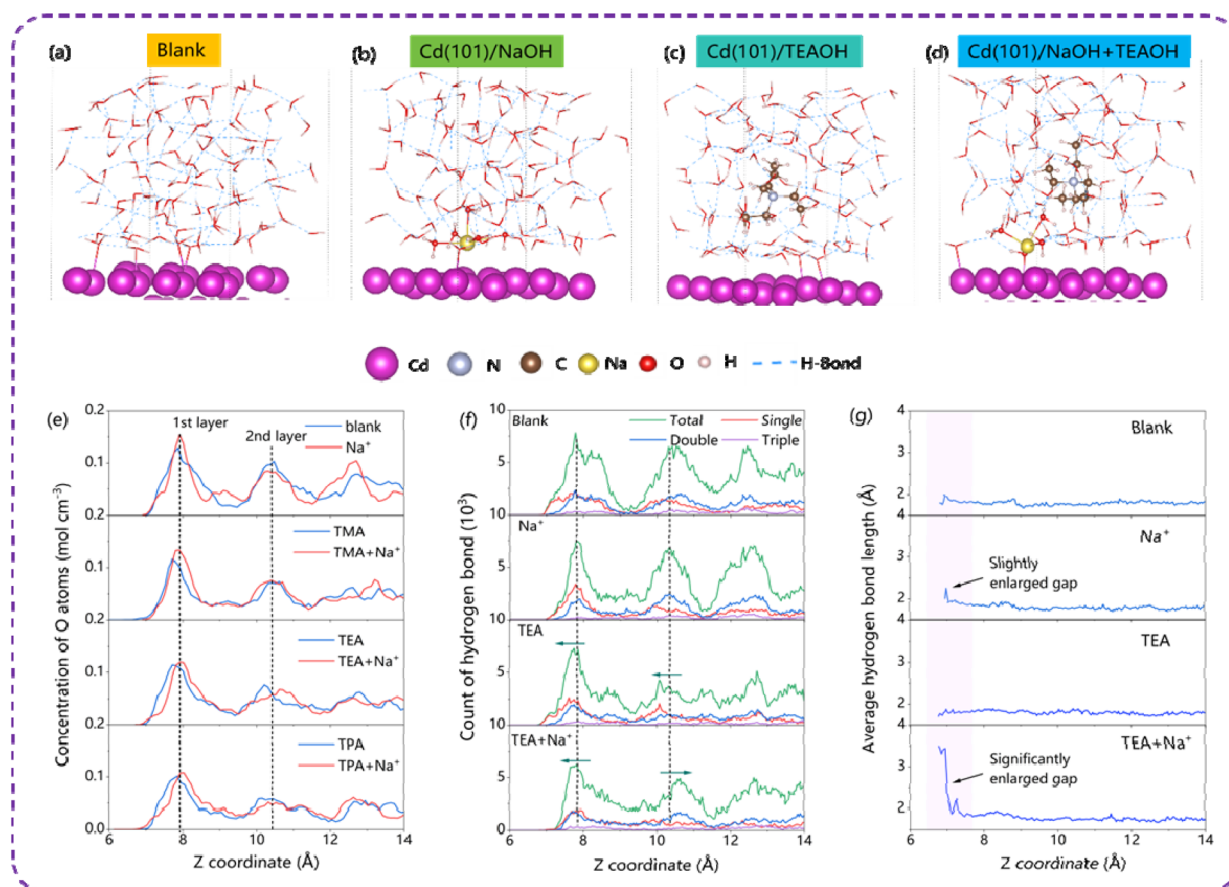 (a) Blank
(b) Cd(101)/NaOH
(c) Cd(101)/TEAOH
(d) Cd(101)/NaOH+TEAOH
Cd N C Na O H H-Bond
(e)
0.2
1st layer
2nd layer
blank
Na⁺
0.1
0.2
TMA
TMA+Na⁺
0.1
0.2
TEA
TEA+Na⁺
0.1
0.2
TPA
TPA+Na⁺
0.1
0.0
6 8 10 12 14
Z coordinate (Å)
Concentration of O atoms (mol cm⁻³)
(f)
10
Blank
Total
Single
Double
Triple
5
10
Na⁺
5
10
TEA
5
10
TEA+Na⁺
5
0
6 8 10 12 14
Z coordinate (Å)
Count of hydrogen bond (10³)
(g)
4
Blank
3
2
4
Na⁺
3
Slightly
enlarged gap
2
4
TEA
3
2
4
TEA+Na⁺
3
Significantly
enlarged gap
2
6 8 10 12 14
Z coordinate (Å)
Average hydrogen bond length (Å)